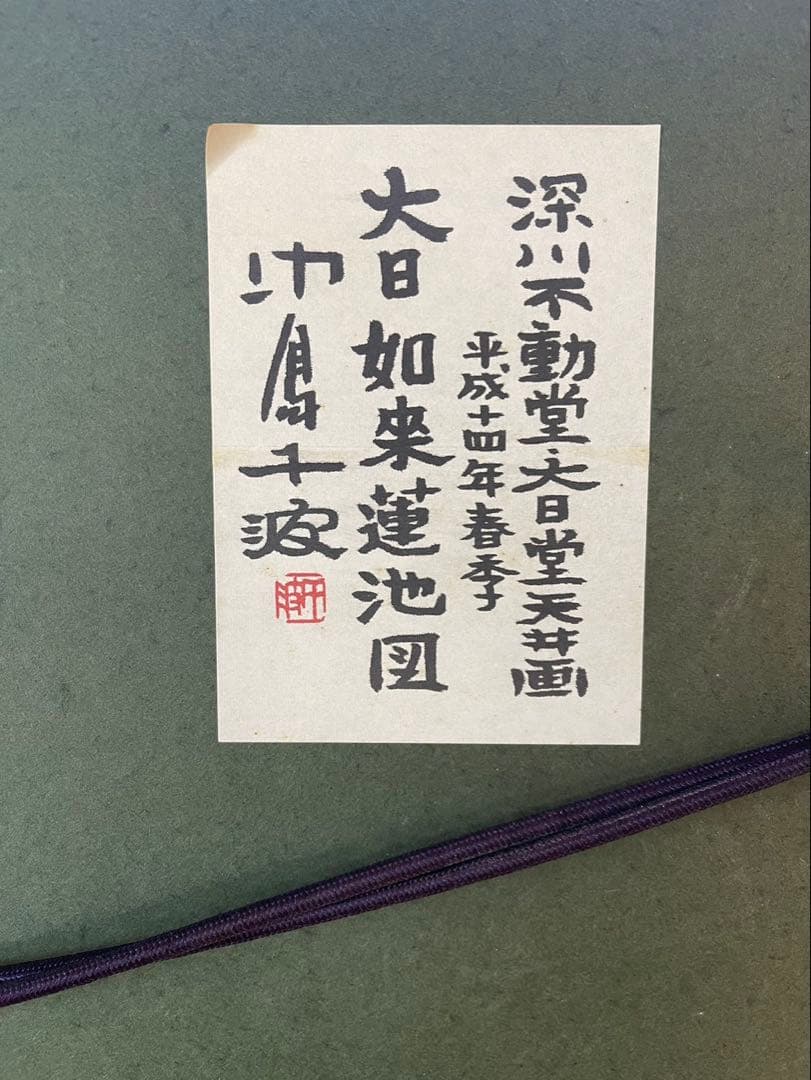 深川不動堂・大日堂天井画
平成十四年春季
大日如来蓮池図
中島千波